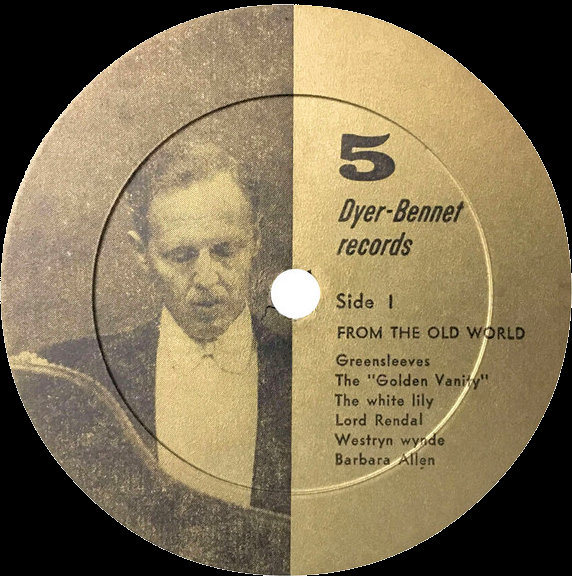 5
Dyer-Bennet
records
Side 1
FROM THE OLD WORLD
Greensleeves
The "Golden Vanity"
The white lily
Lord Rendal
Westryn wynde
Barbara Allen